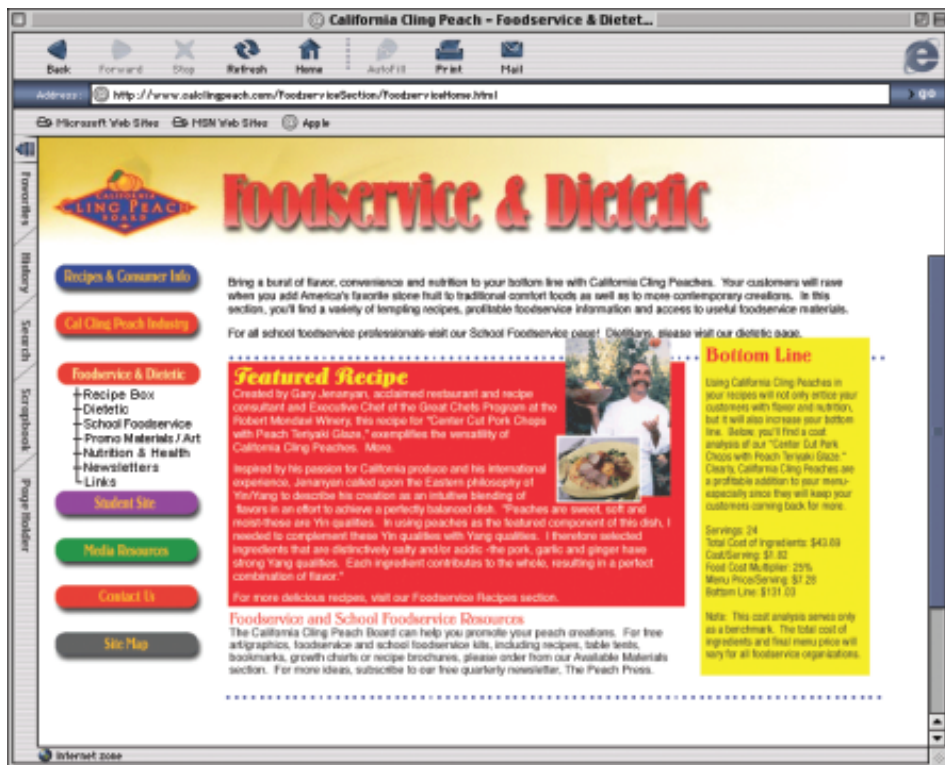 California Cling Peach - Foodservice & Dietet...
Back Forward Stop Refresh Home AutoFill Print Mail
Address: http://www.calclingpeach.com/FoodserviceSection/FoodserviceHome.html go
Microsoft Web Sites MSN Web Sites Apple
Favorites
History
Search
Scrapbook
Page Holder
CALIFORNIA
CLING PEACH
BOARD
Foodservice & Dietetic
Recipes & Consumer Info
Cal Cling Peach Industry
Foodservice & Dietetic
Recipe Box
Dietetic
School Foodservice
Promo Materials / Art
Nutrition & Health
Newsletters
Links
Student Site
Media Resources
Contact Us
Site Map
Bring a burst of flavor, convenience and nutrition to your bottom line with California Cling Peaches. Your customers will rave
when you add America's favorite stone fruit to traditional comfort foods as well as to more contemporary creations. In this
section, you'll find a variety of tempting recipes, profitable foodservice information and access to useful foodservice materials.
For all school foodservice professionals-visit our School Foodservice page! Dietitians, please visit our dietetic page.
Featured Recipe
Created by Gary Jenanyan, acclaimed restaurant and recipe
consultant and Executive Chef of the Great Chefs Program at the
Robert Mondavi Winery, this recipe for "Center Cut Pork Chops
with Peach Teriyaki Glaze," exemplifies the versatility of
California Cling Peaches. More.
Inspired by his passion for California produce and his international
experience, Jenanyan called upon the Eastern philosophy of
Yin/Yang to describe his creation as an intuitive blending of
flavors in an effort to achieve a perfectly balanced dish. "Peaches are sweet, soft and
moist-these are Yin qualities. In using peaches as the featured component of this dish, I
needed to complement these Yin qualities with Yang qualities. I therefore selected
ingredients that are distinctively salty and/or acidic -the pork, garlic and ginger have
strong Yang qualities. Each ingredient contributes to the whole, resulting in a perfect
combination of flavor."
For more delicious recipes, visit our Foodservice Recipes section.
Foodservice and School Foodservice Resources
The California Cling Peach Board can help you promote your peach creations. For free
art/graphics, foodservice and school foodservice kits, including recipes, table tents,
bookmarks, growth charts or recipe brochures, please order from our Available Materials
section. For more ideas, subscribe to our free quarterly newsletter, The Peach Press.
Bottom Line
Using California Cling Peaches in
your recipes will not only entice your
customers with flavor and nutrition,
but it will also increase your bottom
line. Below, you'll find a cost
analysis of our "Center Cut Pork
Chops with Peach Teriyaki Glaze."
Clearly, California Cling Peaches are
a profitable addition to your menu-
especially since they will keep your
customers coming back for more.
Servings: 24
Total Cost of Ingredients: $43.69
Cost/Serving: $1.82
Food Cost Multiplier: 25%
Menu Price/Serving: $7.28
Bottom Line: $131.03
Note: This cost analysis serves only
as a benchmark. The total cost of
ingredients and final menu price will
vary for all foodservice organizations.
Internet zone